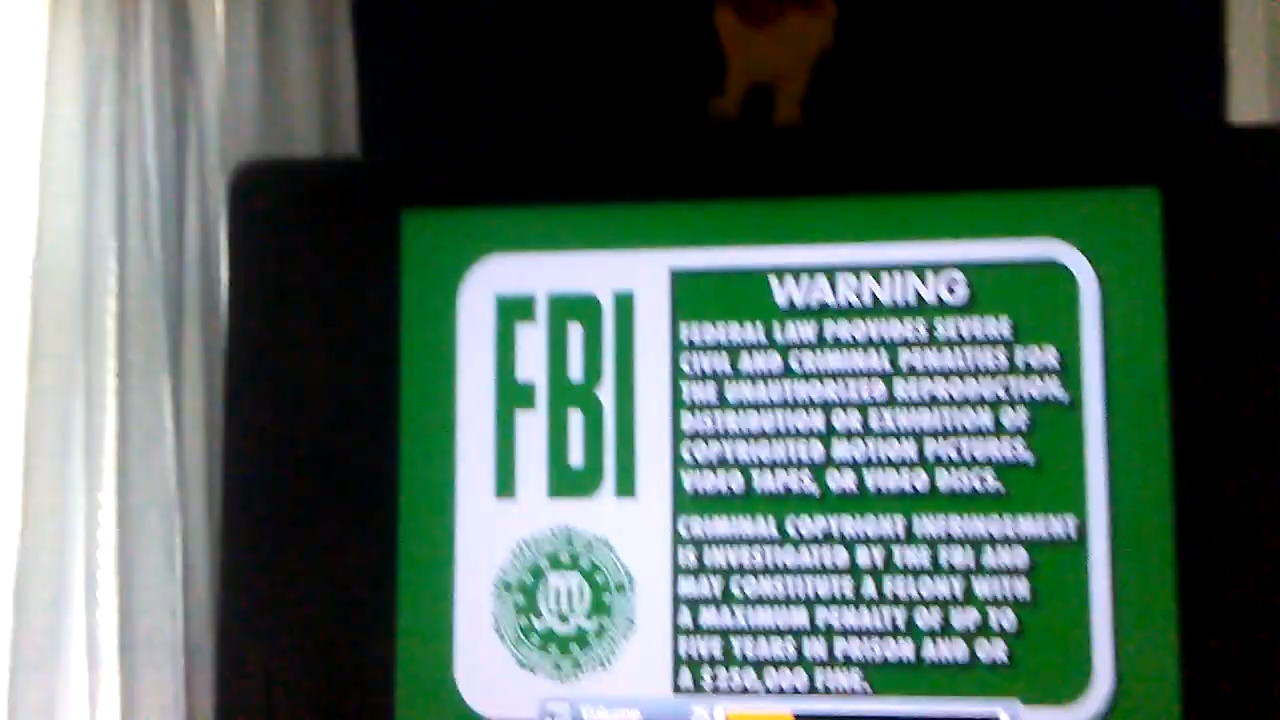 FBI
WARNING
FEDERAL LAW PROVIDES SEVERE
CIVIL AND CRIMINAL PENALTIES FOR
THE UNAUTHORIZED REPRODUCTION,
DISTRIBUTION OR EXHIBITION OF
COPYRIGHTED MOTION PICTURES,
VIDEO TAPES, OR VIDEO DISCS.
CRIMINAL COPYRIGHT INFRINGEMENT
IS INVESTIGATED BY THE FBI AND
MAY CONSTITUTE A FELONY WITH
A MAXIMUM PENALTY OF UP TO
FIVE YEARS IN PRISON AND OR
A $250,000 FINE.
Volume